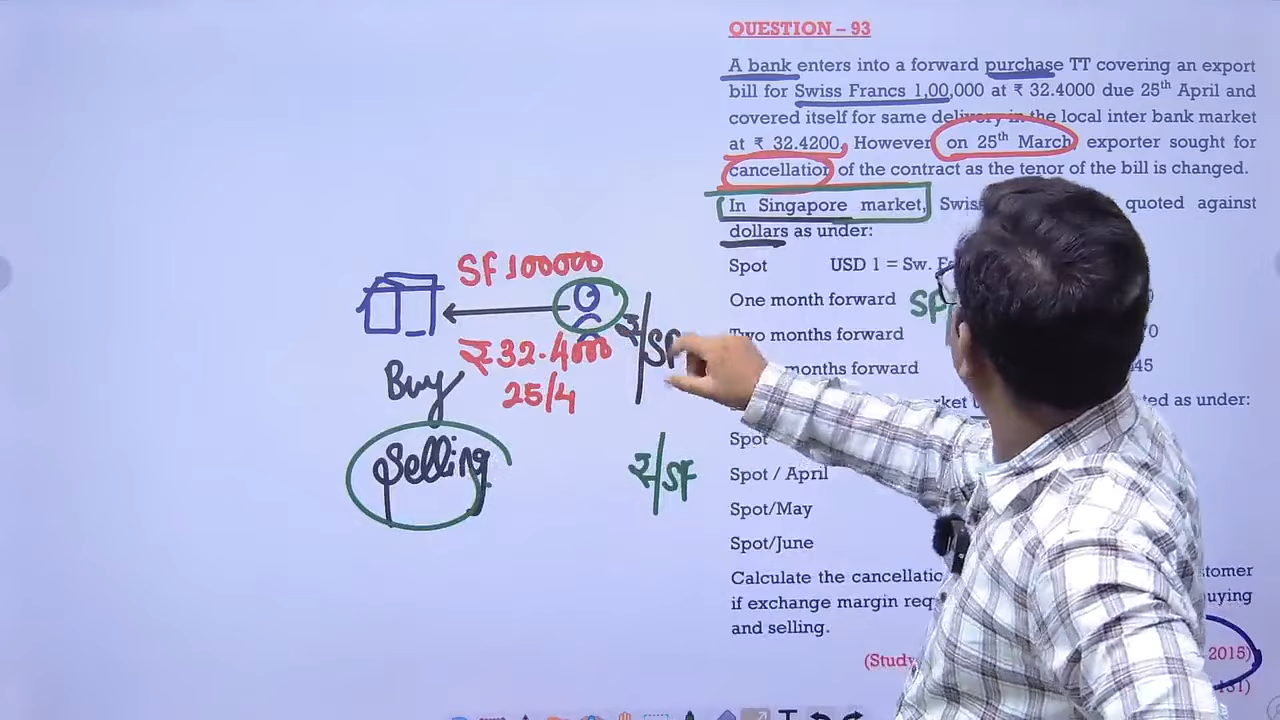 QUESTION – 93
A bank enters into a forward purchase TT covering an export
bill for Swiss Francs 1,00,000 at ₹ 32.4000 due 25th April and
covered itself for same delivery in the local inter bank market
at ₹ 32.4200. However on 25th March, exporter sought for
cancellation of the contract as the tenor of the bill is changed.
In Singapore market, quoted against
dollars as under:
Spot USD 1 = Sw.
One month forward
Two months forward
months forward 45
as under:
Spot
Spot / April
Spot/May
Spot/June
Calculate the
if exchange margin
and selling.
2015)
SF 100000
₹32.4000
25/4
Buy
Selling
₹/SF
₹/SF
SF